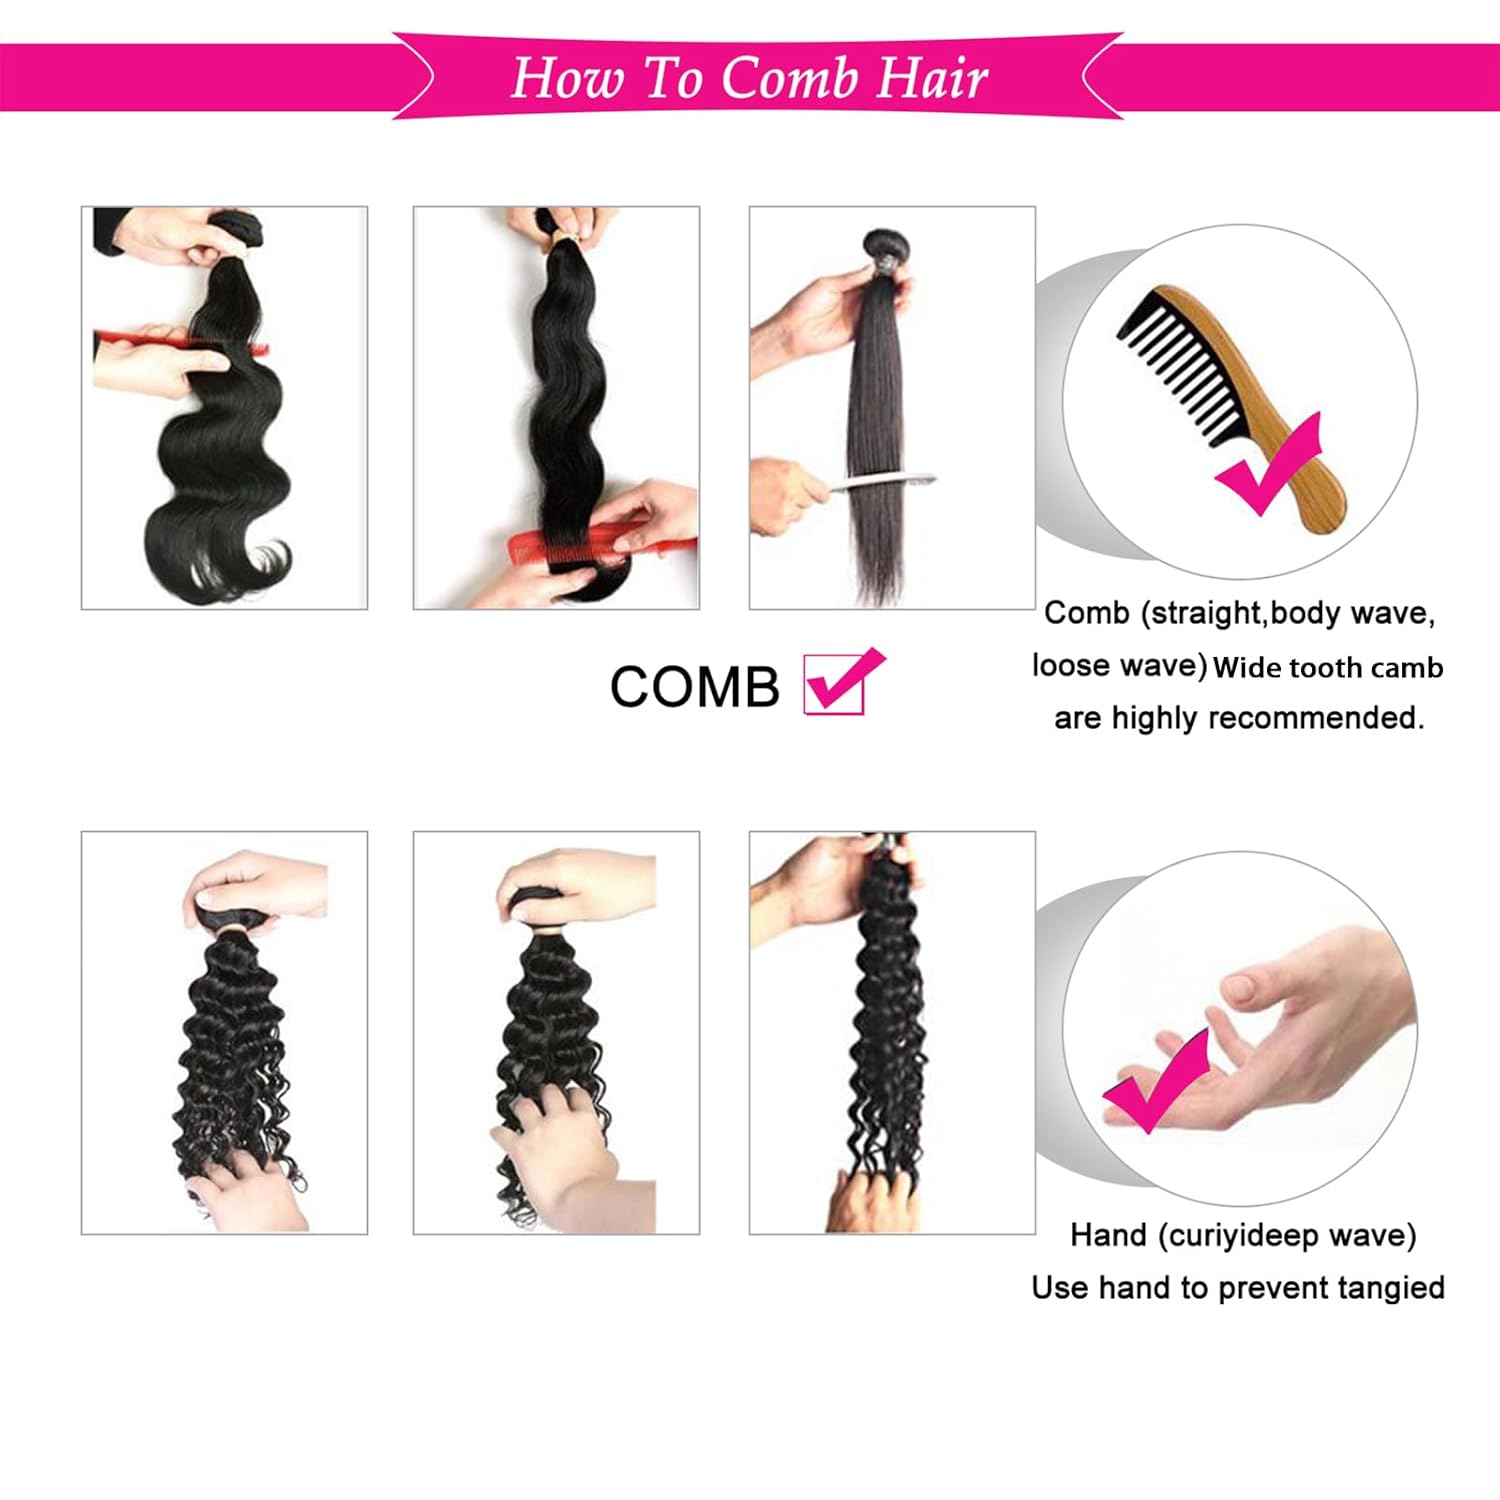 How To Comb Hair
COMB
Comb (straight,body wave,
loose wave) Wide tooth camb
are highly recommended.
Hand (curiyideep wave)
Use hand to prevent tangied